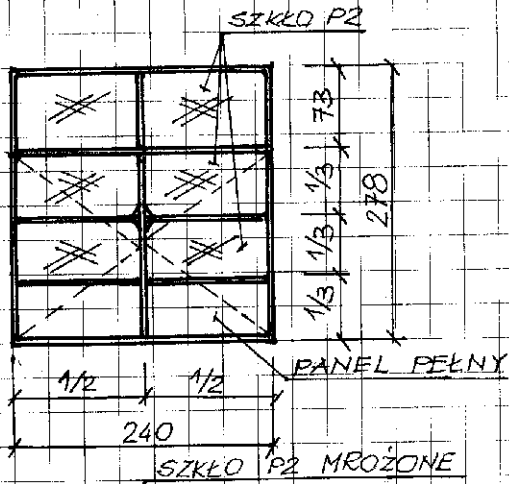 SZKŁO P2
73
1/3
1/3
1/3
278
PANEL PEŁNY
1/2
1/2
240
SZKŁO P2 MROŻONE